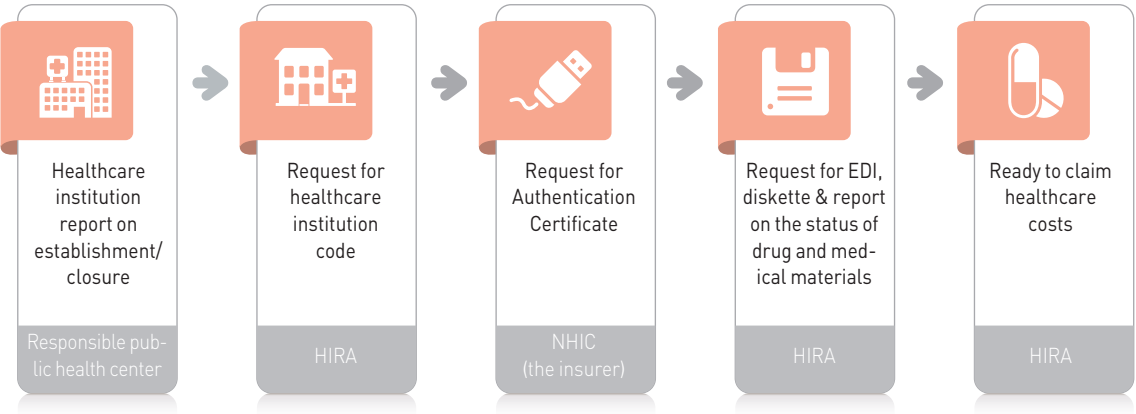 Healthcare
institution
report on
establishment/
closure
Responsible pub-
lic health center
Request for
healthcare
institution
code
HIRA
Request for
Authentication
Certificate
NHIC
(the insurer)
Request for EDI,
diskette & report
on the status of
drug and med-
ical materials
HIRA
Ready to claim
healthcare
costs
HIRA